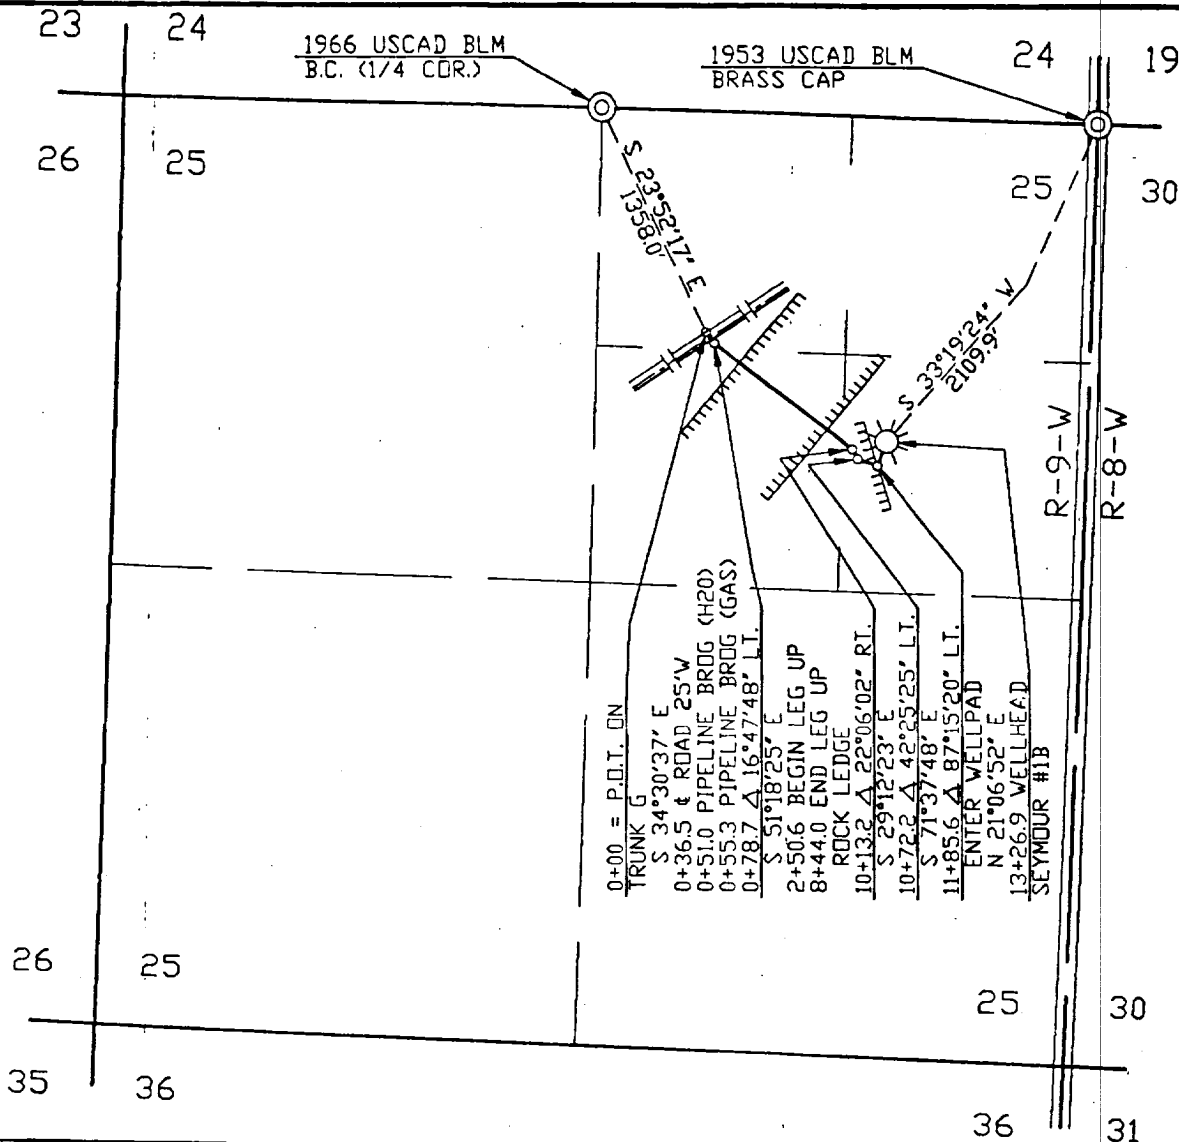 23 24
1966 USCAD BLM
B.C. (1/4 COR.)
1953 USCAD BLM
BRASS CAP
24 19
26 25
25 30
S 23°52'17" E
1358.0'
S 33°19'24" W
2109.9'
R-9-W
R-8-W
0+00 = P.O.T. ON
TRUNK G
S 34°30'37" E
0+36.5 ℄ ROAD 25'W
0+51.0 PIPELINE BROG (H20)
0+55.3 PIPELINE BROG (GAS)
0+78.7 △ 16°47'48" LT.
S 51°18'25" E
2+50.6 BEGIN LEG UP
8+44.0 END LEG UP
ROCK LEDGE
10+13.2 △ 22°06'02" RT.
S 29°12'23" E
10+72.2 △ 42°25'25" LT.
S 71°37'48" E
11+85.6 △ 87°15'20" LT.
ENTER WELLPAD
N 21°06'52" E
13+26.9 WELLHEAD
SEYMOUR #1B
26 25
25 30
35 36
36 31